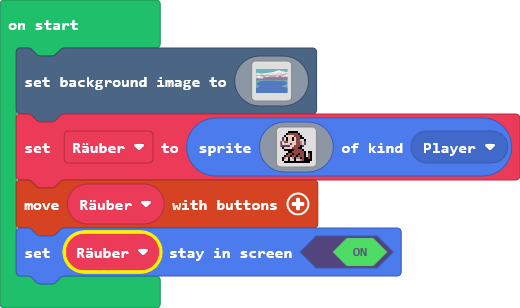 on start
set background image to
set Räuber to sprite of kind Player
move Räuber with buttons
set Räuber stay in screen ON